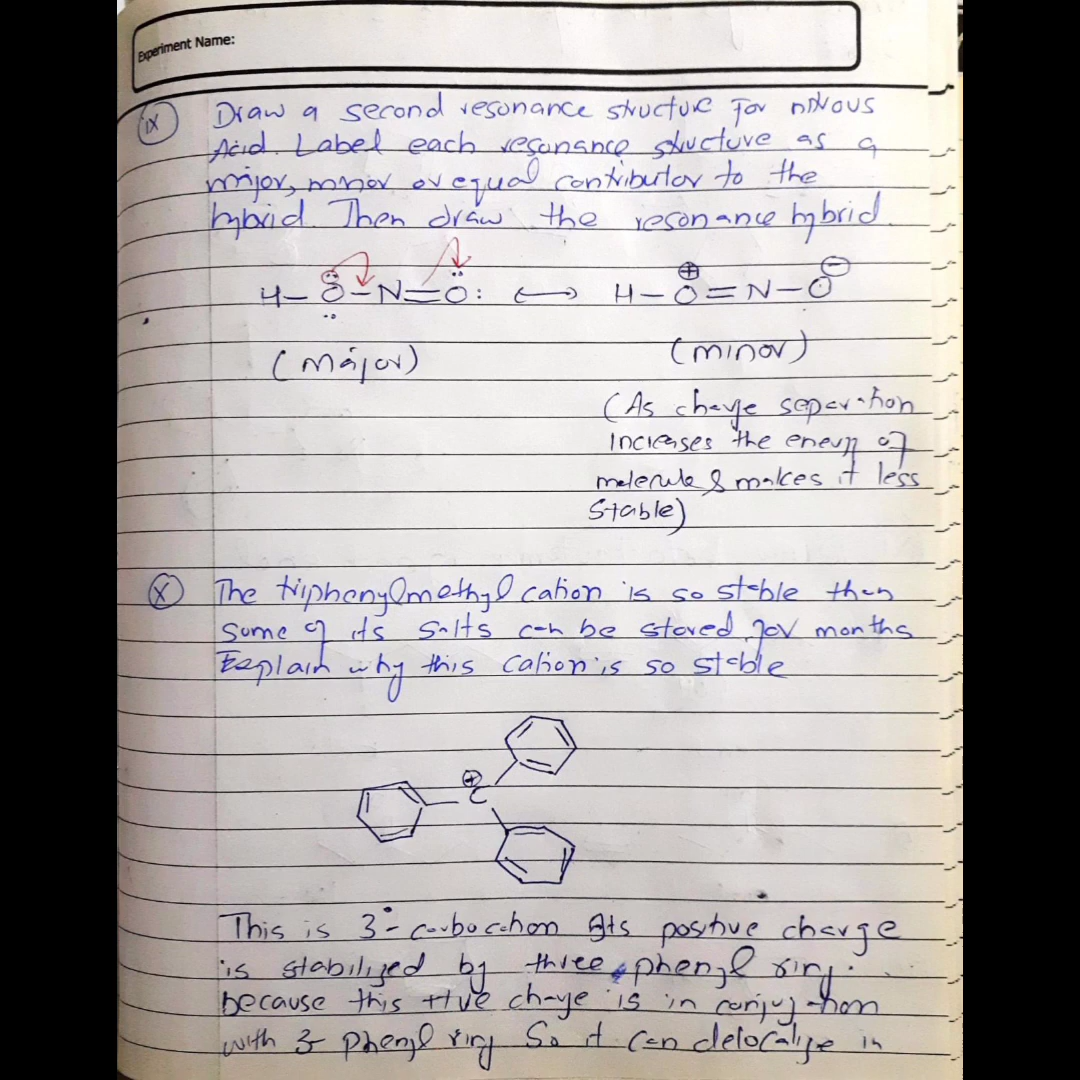 Experiment Name:
ix Draw a second resonance structure for nitrous
Acid. Label each resonance structure as a
major, minor or equal contributor to the
hybrid. Then draw the resonance hybrid.
H–Ö–N=Ö: ⟷ H–O=N–O
⊕ ⊖
(major) (minor)
(As charge separation
increases the energy of
molecule & makes it less
stable)
x The triphenylmethyl cation is so stable then
some of its salts can be stored for months
Explain why this cation is so stable
⊕
C
This is 3°- carbocation Its positive charge
is stabilized by three phenyl ring.
because this +tive charge is in conjugation
with 3 phenyl ring So it can delocalize in